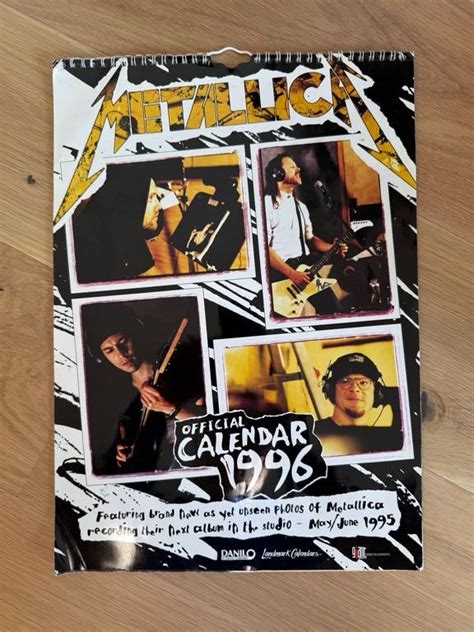 METALLICA
OFFICIAL
CALENDAR
1996
Featuring brand new as yet unseen photos of Metallica
recording their next album in the studio - May/June 1995
DANILO
Landmark Calendars